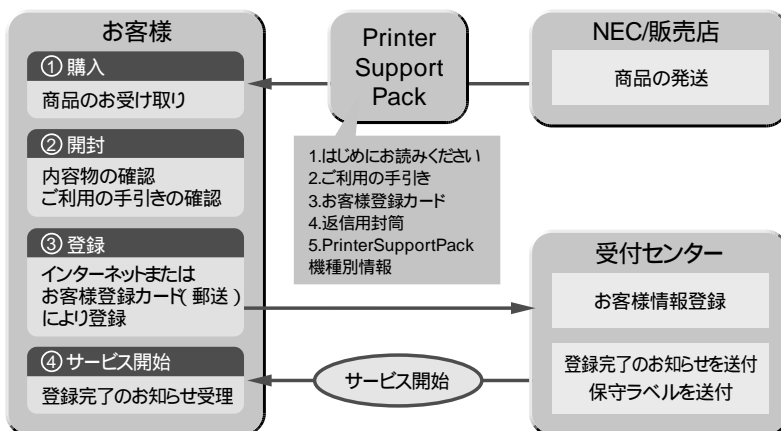 お客様
① 購入
商品のお受け取り
② 開封
内容物の確認
ご利用の手引きの確認
③ 登録
インターネットまたは
お客様登録カード(郵送)
により登録
④ サービス開始
登録完了のお知らせ受理
Printer
Support
Pack
1.はじめにお読みください
2.ご利用の手引き
3.お客様登録カード
4.返信用封筒
5.PrinterSupportPack
機種別情報
サービス開始
NEC/販売店
商品の発送
受付センター
お客様情報登録
登録完了のお知らせを送付
保守ラベルを送付